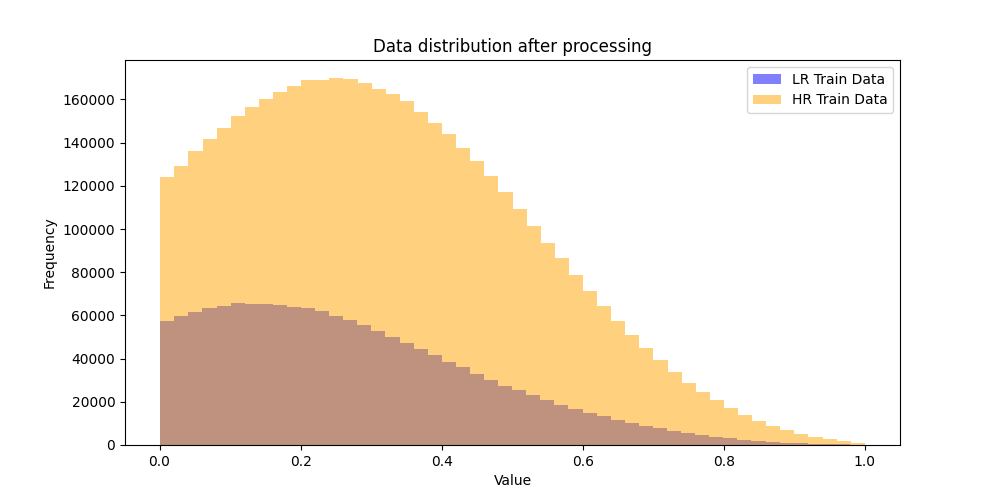 Data distribution after processing
LR Train Data
HR Train Data
Frequency
160000
140000
120000
100000
80000
60000
40000
20000
0
0.0 0.2 0.4 0.6 0.8 1.0
Value